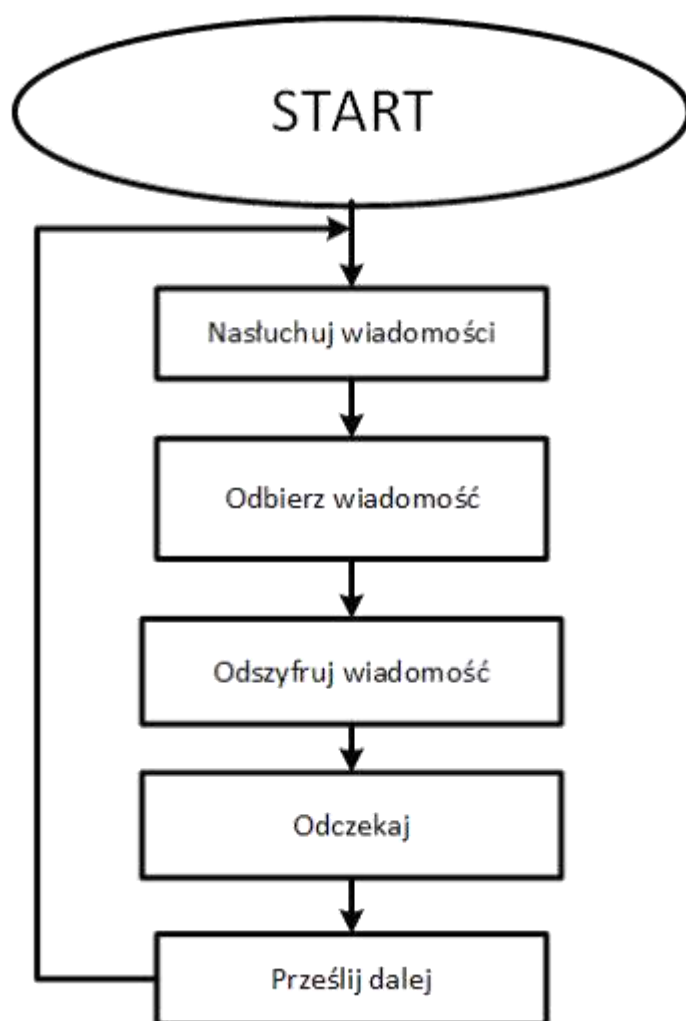 START
Nasłuchuj wiadomości
Odbierz wiadomość
Odszyfruj wiadomość
Odczekaj
Prześlij dalej